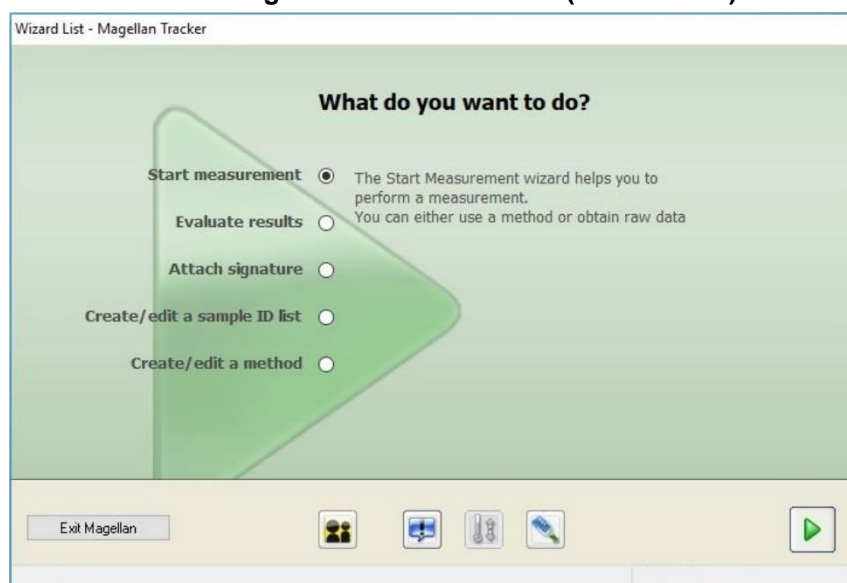 Wizard List - Magellan Tracker
What do you want to do?
Start measurement
The Start Measurement wizard helps you to
perform a measurement.
You can either use a method or obtain raw data
Evaluate results
Attach signature
Create/edit a sample ID list
Create/edit a method
Exit Magellan